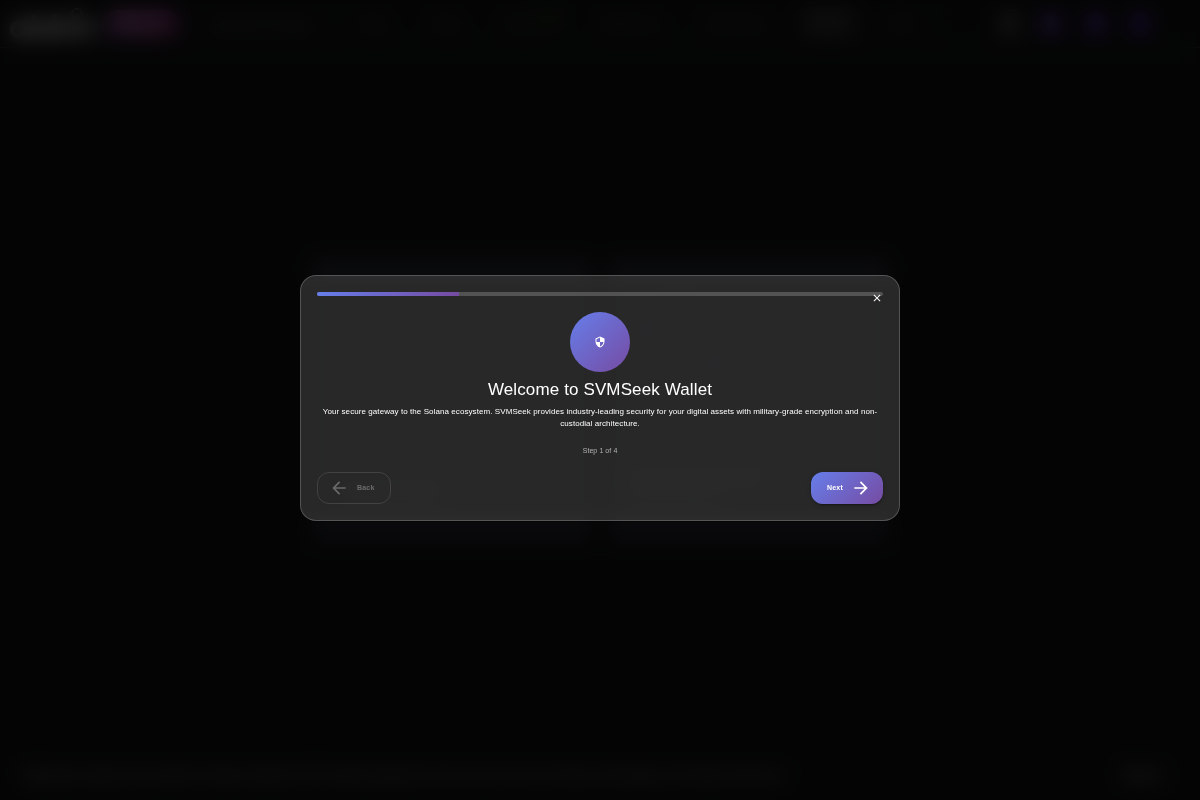 Welcome to SVMSeek Wallet
Your secure gateway to the Solana ecosystem. SVMSeek provides industry-leading security for your digital assets with military-grade encryption and non-
custodial architecture.
Step 1 of 4
Back
Next